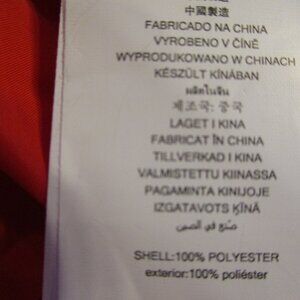 中國製造
FABRICADO NA CHINA
VYROBENO V ČÍNĚ
WYPRODUKOWANO W CHINACH
KÉSZÜLT KÍNÁBAN
ผลิตในจีน
제조국: 중국
LAGET I KINA
FABRICAT ÎN CHINA
TILLVERKAD I KINA
VALMISTETTU KIINASSA
PAGAMINTA KINIJOJE
IZGATAVOTS ĶĪNĀ
صنع في الصين
SHELL:100% POLYESTER
exterior:100% poliéster